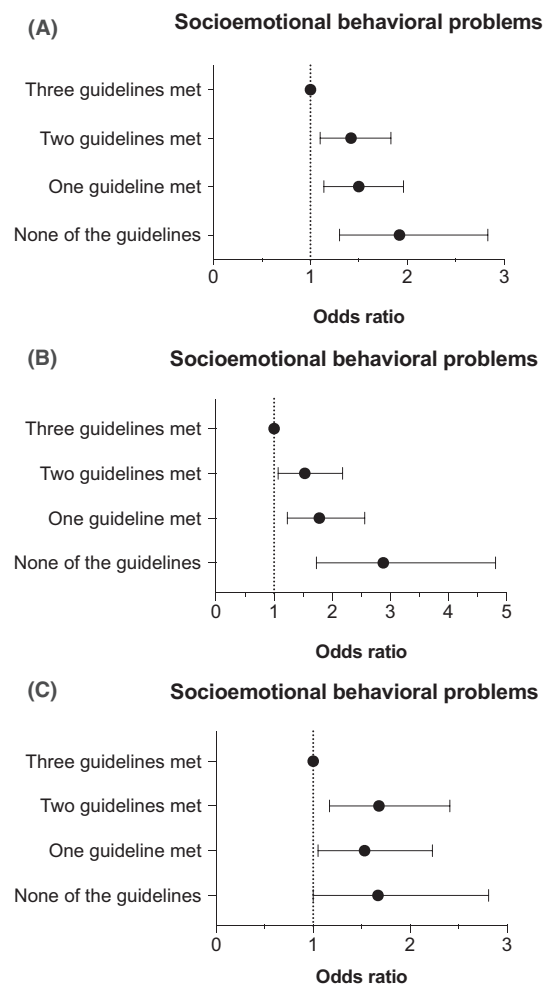 (A) Socioemotional behavioral problems
Three guidelines met
Two guidelines met
One guideline met
None of the guidelines
0 1 2 3
Odds ratio
(B) Socioemotional behavioral problems
Three guidelines met
Two guidelines met
One guideline met
None of the guidelines
0 1 2 3 4 5
Odds ratio
(C) Socioemotional behavioral problems
Three guidelines met
Two guidelines met
One guideline met
None of the guidelines
0 1 2 3
Odds ratio